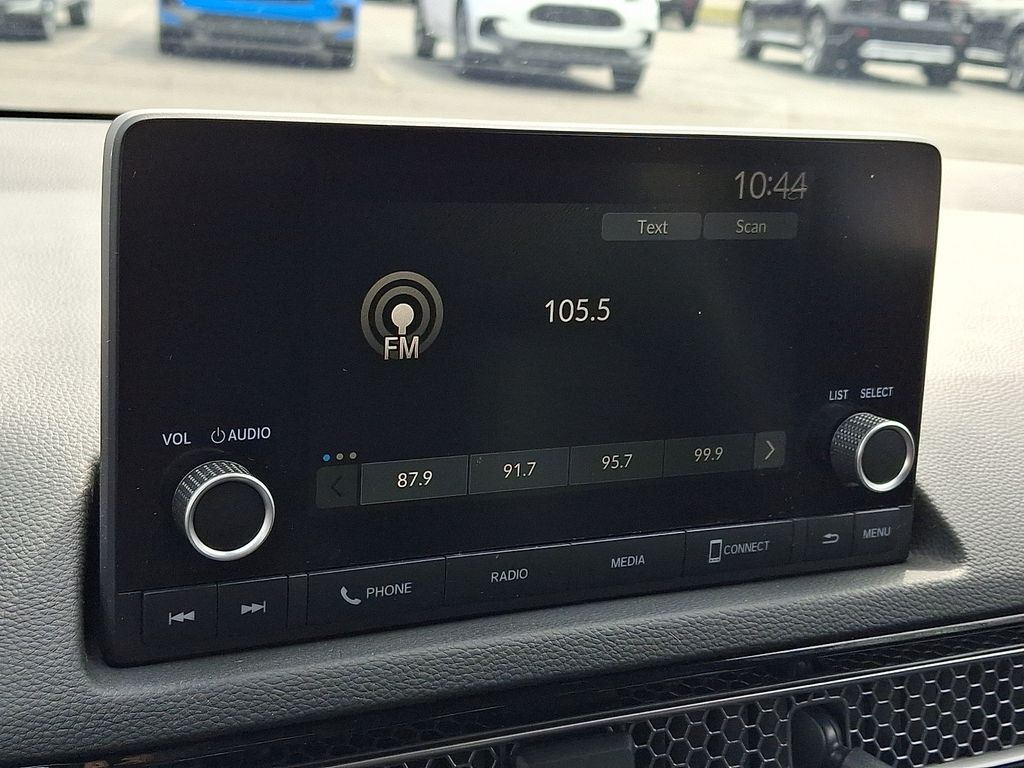 10:44
Text Scan
105.5
FM
LIST SELECT
VOL AUDIO
87.9 91.7 95.7 99.9
PHONE RADIO MEDIA CONNECT MENU